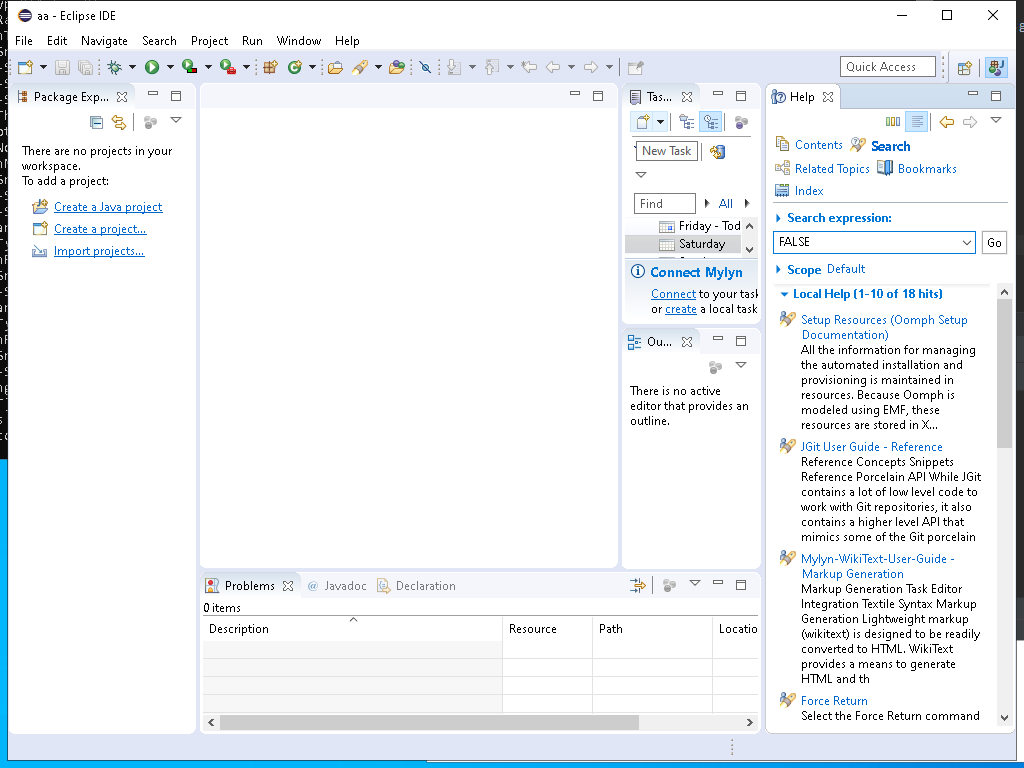 aa - Eclipse IDE
File Edit Navigate Search Project Run Window Help
Quick Access
Package Exp...
There are no projects in your
workspace.
To add a project:
Create a Java project
Create a project...
Import projects...
Tas...
New Task
Find
All
Friday - Tod
Saturday
Connect Mylyn
Connect to your task
or create a local task
Ou...
There is no active
editor that provides an
outline.
Problems Javadoc Declaration
0 items
Description Resource Path Locatio
Help
Contents Search
Related Topics Bookmarks
Index
Search expression:
FALSE Go
Scope Default
Local Help (1-10 of 18 hits)
Setup Resources (Oomph Setup
Documentation)
All the information for managing
the automated installation and
provisioning is maintained in
resources. Because Oomph is
modeled using EMF, these
resources are stored in X...
JGit User Guide - Reference
Reference Concepts Snippets
Reference Porcelain API While JGit
contains a lot of low level code to
work with Git repositories, it also
contains a higher level API that
mimics some of the Git porcelain
Mylyn-WikiText-User-Guide -
Markup Generation
Markup Generation Task Editor
Integration Textile Syntax Markup
Generation Lightweight markup
(wikitext) is designed to be readily
converted to HTML. WikiText
provides a means to generate
HTML and th
Force Return
Select the Force Return command